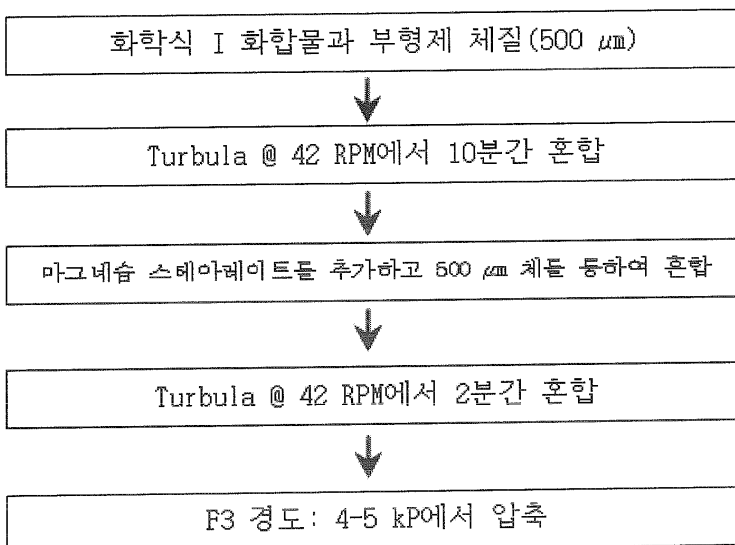 화학식 I 화합물과 부형제 체질(500 μm)
Turbula @ 42 RPM에서 10분간 혼합
마그네슘 스테아레이트를 추가하고 500 μm 체를 통하여 혼합
Turbula @ 42 RPM에서 2분간 혼합
F3 경도: 4-5 kP에서 압축